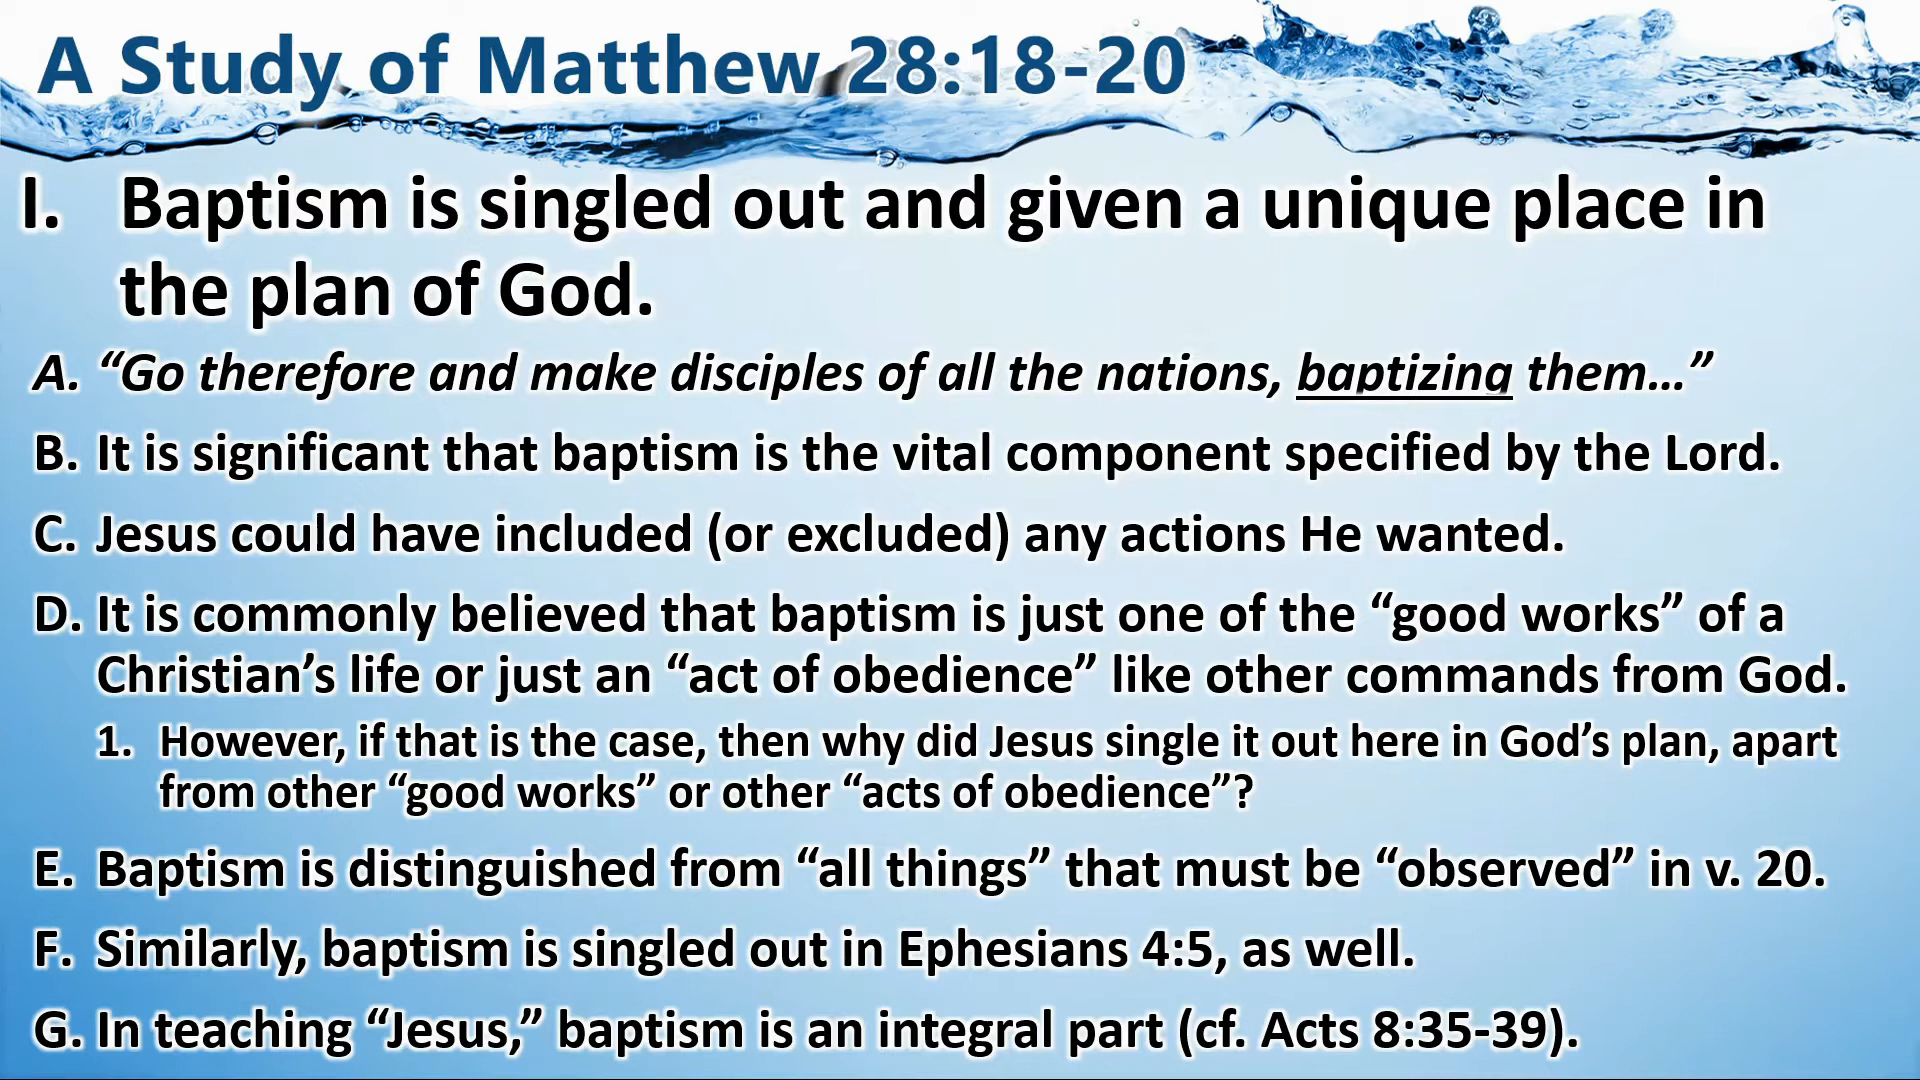 A Study of Matthew 28:18-20
I. Baptism is singled out and given a unique place in
the plan of God.
A. “Go therefore and make disciples of all the nations, baptizing them…”
B. It is significant that baptism is the vital component specified by the Lord.
C. Jesus could have included (or excluded) any actions He wanted.
D. It is commonly believed that baptism is just one of the “good works” of a
Christian’s life or just an “act of obedience” like other commands from God.
1. However, if that is the case, then why did Jesus single it out here in God’s plan, apart
from other “good works” or other “acts of obedience”?
E. Baptism is distinguished from “all things” that must be “observed” in v. 20.
F. Similarly, baptism is singled out in Ephesians 4:5, as well.
G. In teaching “Jesus,” baptism is an integral part (cf. Acts 8:35-39).